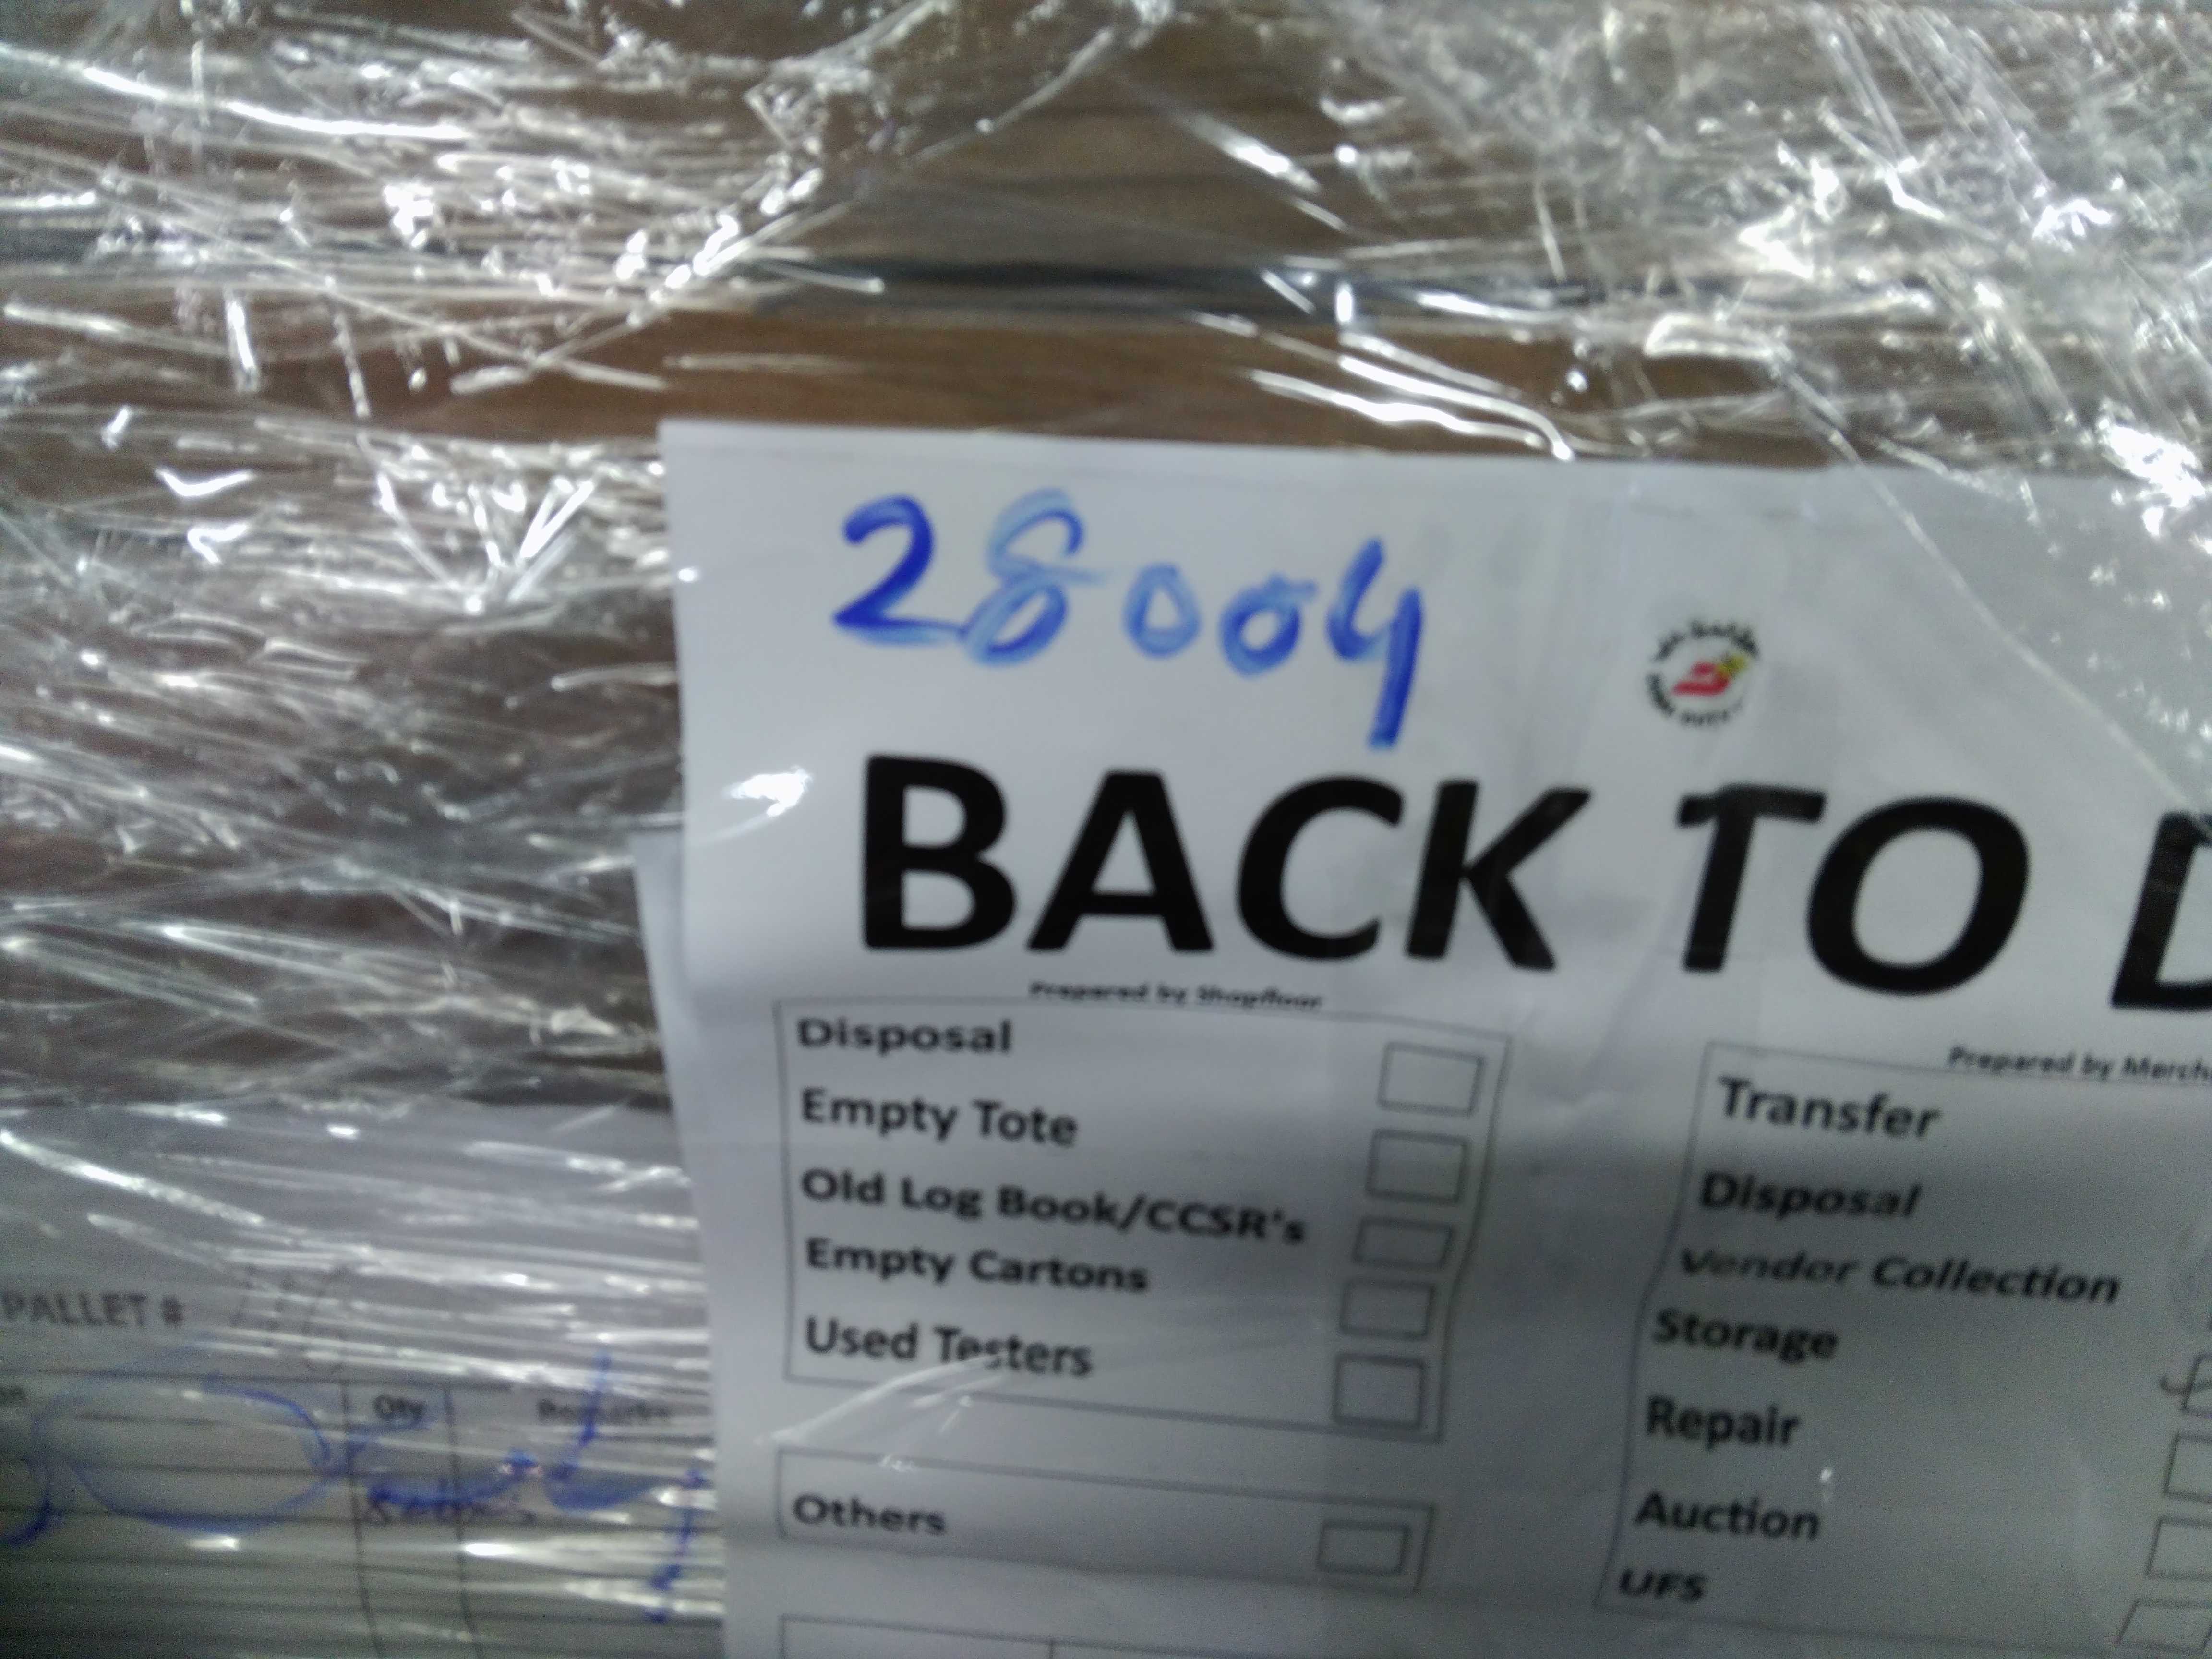 28004
BACK TO D
Prepared by Shopfloor
Disposal
Empty Tote
Old Log Book/CCSR's
Empty Cartons
Used Testers
Others
Prepared by Merch
Transfer
Disposal
Vendor Collection
Storage
Repair
Auction
UFS
PALLET #
Qty
Remarks